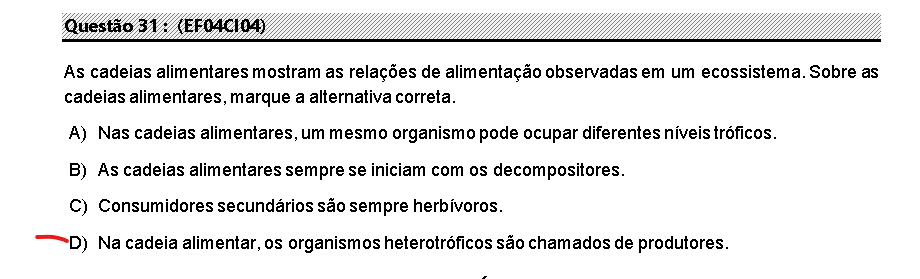 Questão 31 : (EF04CI04)
As cadeias alimentares mostram as relações de alimentação observadas em um ecossistema. Sobre as
cadeias alimentares, marque a alternativa correta.
A) Nas cadeias alimentares, um mesmo organismo pode ocupar diferentes níveis tróficos.
B) As cadeias alimentares sempre se iniciam com os decompositores.
C) Consumidores secundários são sempre herbívoros.
D) Na cadeia alimentar, os organismos heterotróficos são chamados de produtores.